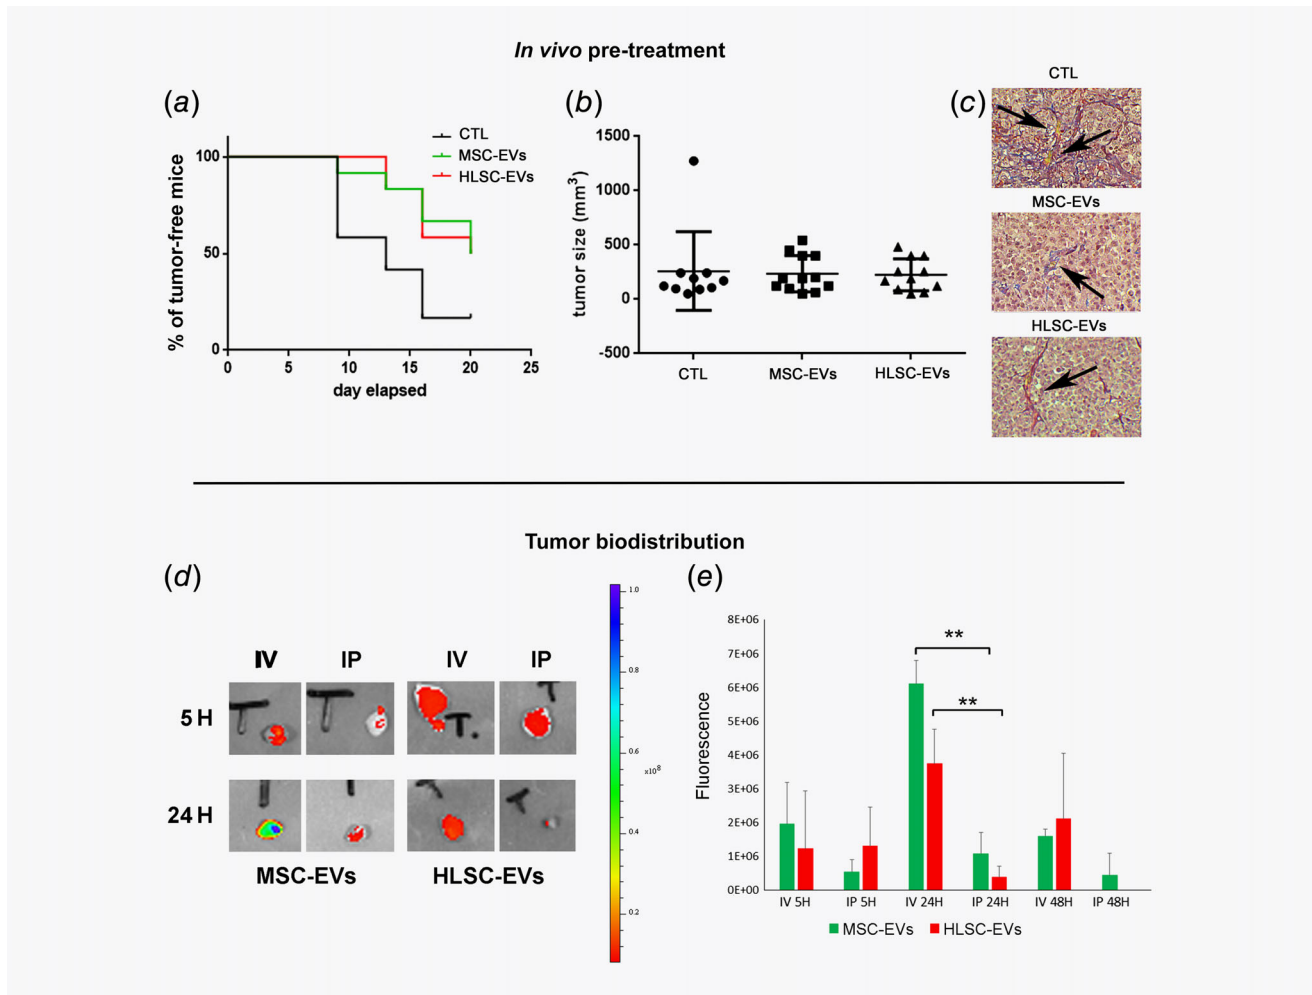 In vivo pre-treatment
(a)
% of tumor-free mice
100
50
0
0 5 10 15 20 25
day elapsed
CTL
MSC-EVs
HLSC-EVs
(b)
tumor size (mm³)
1500
1000
500
0
-500
CTL MSC-EVs HLSC-EVs
(c)
CTL
MSC-EVs
HLSC-EVs
Tumor biodistribution
(d)
IV IP IV IP
5 H
T T T T
24 H
MSC-EVs HLSC-EVs
1.0
0.8
0.6
x10⁸
0.4
0.2
(e)
Fluorescence
8E+06
7E+06
6E+06
5E+06
4E+06
3E+06
2E+06
1E+06
0E+00
**
**
IV 5H IP 5H IV 24H IP 24H IV 48H IP 48H
MSC-EVs HLSC-EVs